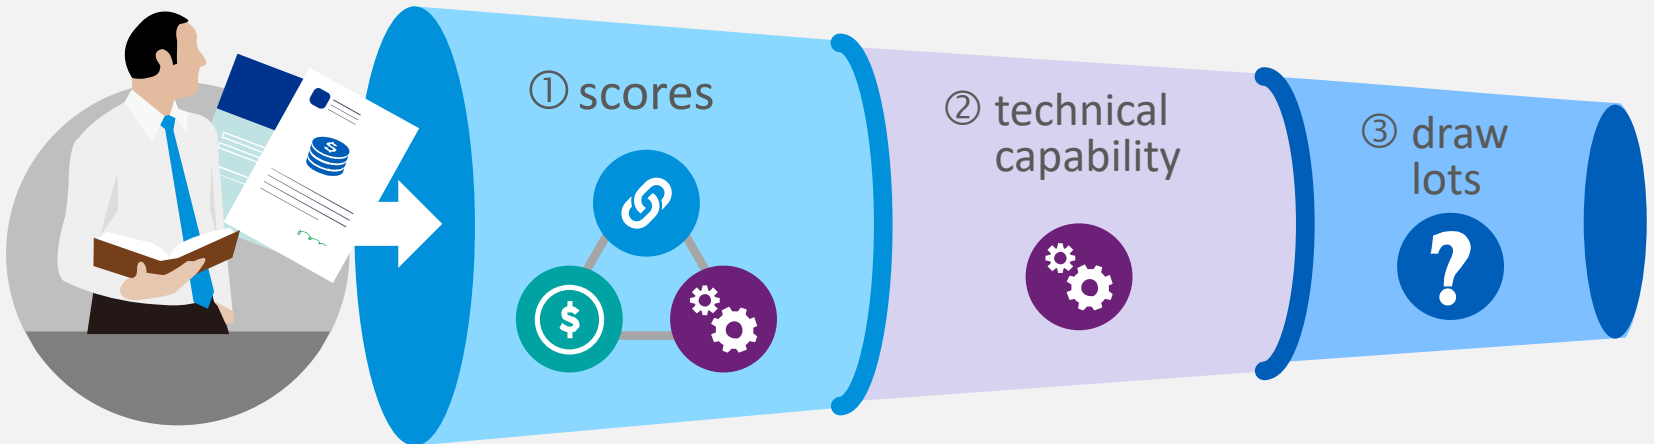 ① scores
② technical
capability
③ draw
lots
$
$
?